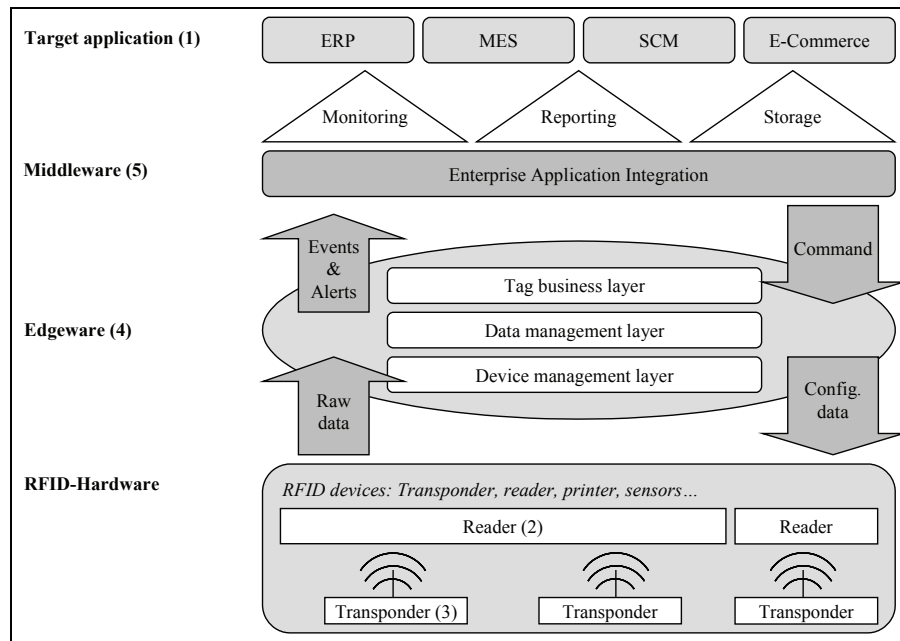 Target application (1)
ERP
MES
SCM
E-Commerce
Monitoring
Reporting
Storage
Middleware (5)
Enterprise Application Integration
Events
&
Alerts
Command
Tag business layer
Edgeware (4)
Data management layer
Device management layer
Raw
data
Config.
data
RFID-Hardware
RFID devices: Transponder, reader, printer, sensors…
Reader (2)
Reader
Transponder (3)
Transponder
Transponder